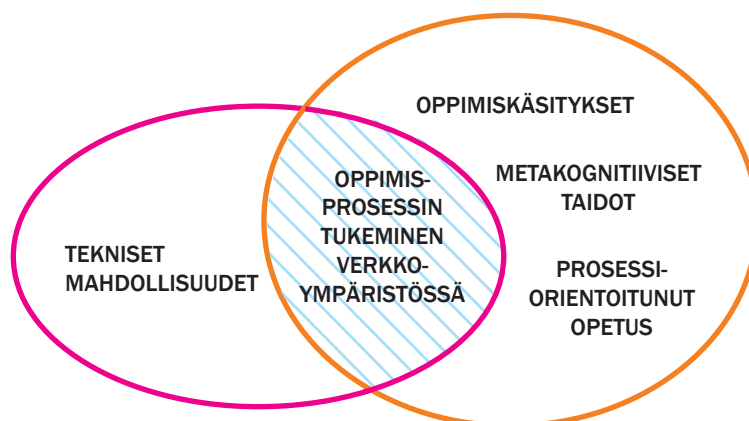 OPPIMISKÄSITYKSET
METAKOGNITIIVISET
TAIDOT
OPPIMIS-
PROSESSIN
TUKEMINEN
VERKKO-
YMPÄRISTÖSSÄ
TEKNISET
MAHDOLLISUUDET
PROSESSI-
ORIENTOITUNUT
OPETUS